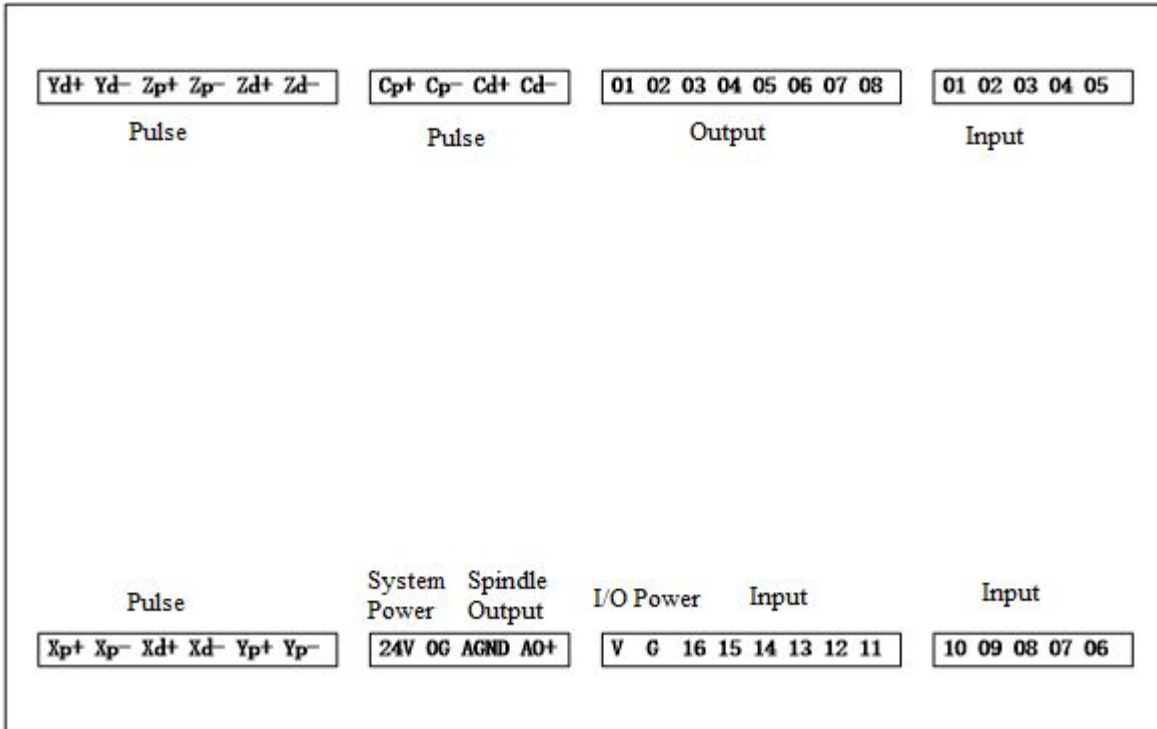 Yd+ Yd- Zp+ Zp- Zd+ Zd-
Cp+ Cp- Cd+ Cd-
01 02 03 04 05 06 07 08
01 02 03 04 05
Pulse
Pulse
Output
Input
Pulse
System
Power
Spindle
Output
I/O Power
Input
Input
Xp+ Xp- Xd+ Xd- Yp+ Yp-
24V 0G AGND AO+
V G 16 15 14 13 12 11
10 09 08 07 06